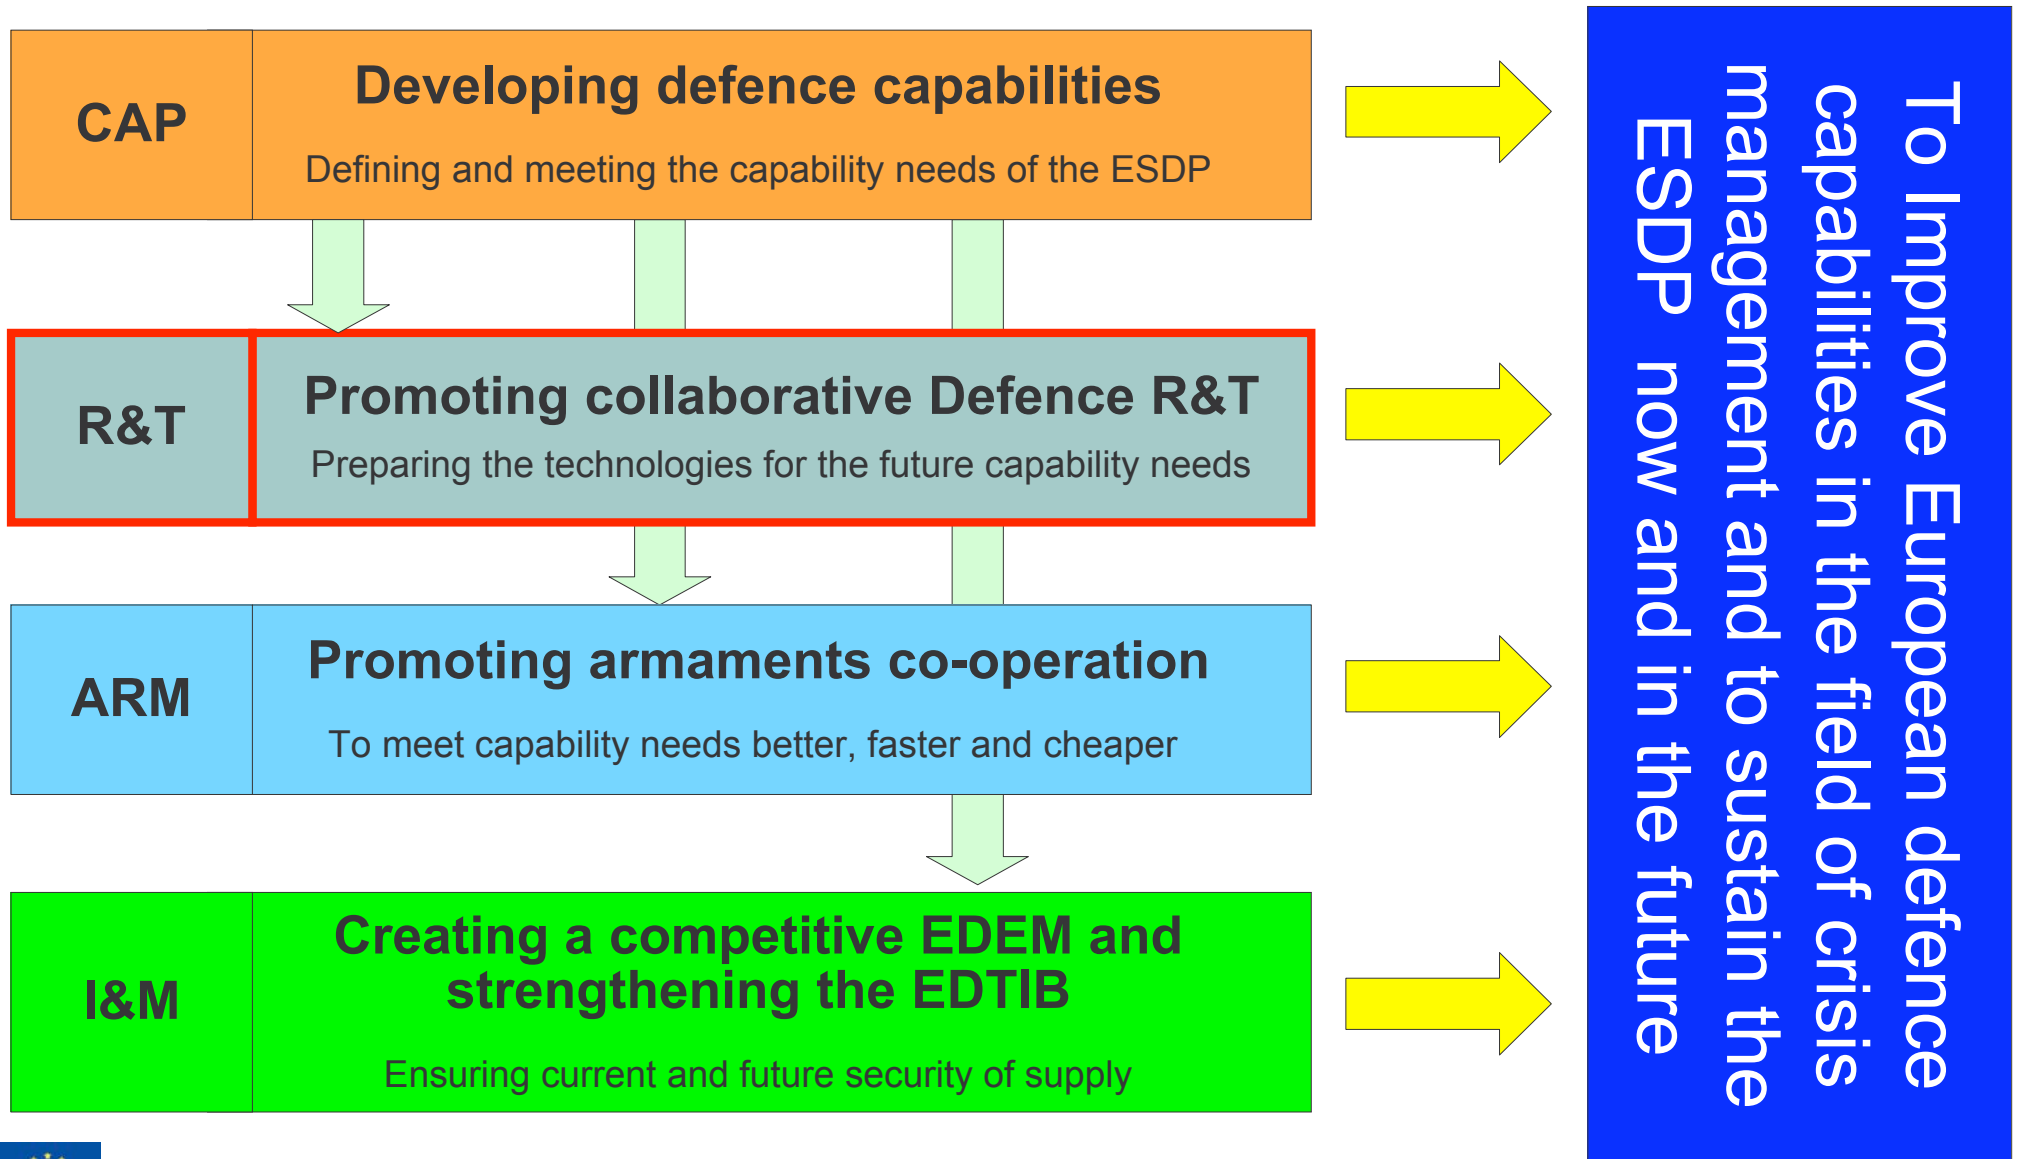 CAP
Developing defence capabilities
Defining and meeting the capability needs of the ESDP
R&T
Promoting collaborative Defence R&T
Preparing the technologies for the future capability needs
ARM
Promoting armaments co-operation
To meet capability needs better, faster and cheaper
I&M
Creating a competitive EDEM and
strengthening the EDTIB
Ensuring current and future security of supply
To Improve European defence
capabilities in the field of crisis
management and to sustain the
ESDP now and in the future